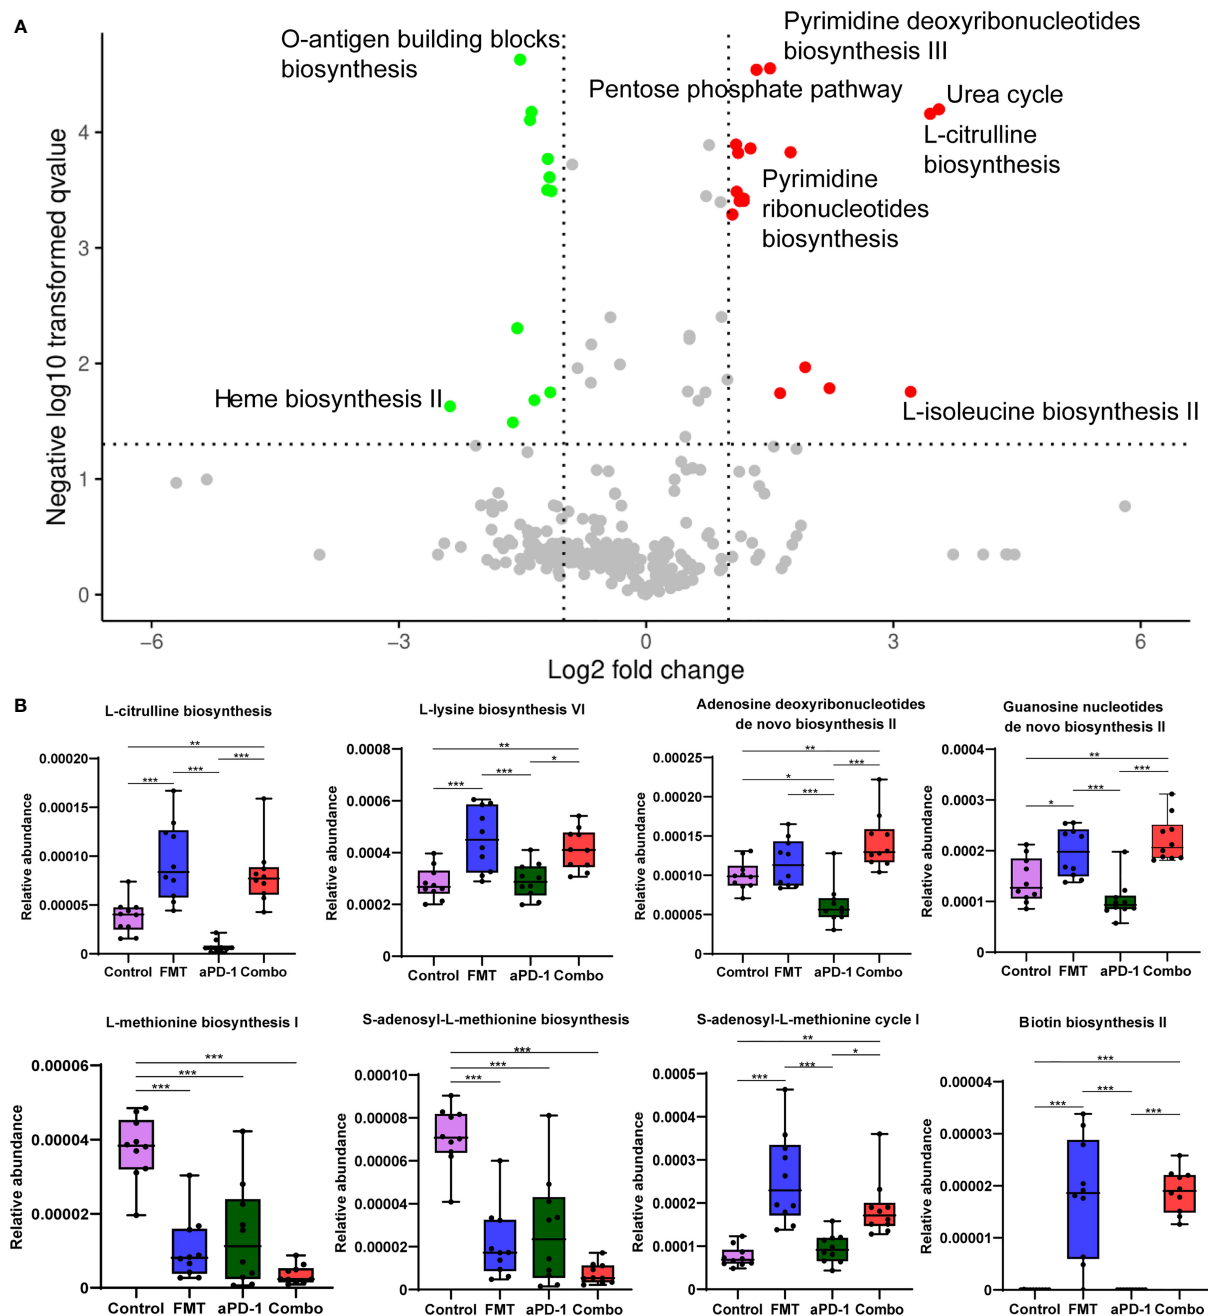 A
O-antigen building blocks
biosynthesis
Pyrimidine deoxyribonucleotides
biosynthesis III
Pentose phosphate pathway
Urea cycle
L-citrulline
biosynthesis
Pyrimidine
ribonucleotides
biosynthesis
Heme biosynthesis II
L-isoleucine biosynthesis II
Negative log10 transformed qvalue
4
3
2
1
0
−6
−3
0
3
6
Log2 fold change
B
L-citrulline biosynthesis
Relative abundance
0.00020
0.00015
0.00010
0.00005
0
**
***
***
***
Control FMT aPD-1 Combo
L-lysine biosynthesis VI
Relative abundance
0.0008
0.0006
0.0004
0.0002
0
**
*
***
***
Control FMT aPD-1 Combo
Adenosine deoxyribonucleotides
de novo biosynthesis II
Relative abundance
0.00025
0.00020
0.00015
0.00010
0.00005
0
**
***
*
***
Control FMT aPD-1 Combo
Guanosine nucleotides
de novo biosynthesis II
Relative abundance
0.0004
0.0003
0.0002
0.0001
0
**
***
***
*
Control FMT aPD-1 Combo
L-methionine biosynthesis I
Relative abundance
0.00006
0.00004
0.00002
0
***
***
***
Control FMT aPD-1 Combo
S-adenosyl-L-methionine biosynthesis
Relative abundance
0.00010
0.00008
0.00006
0.00004
0.00002
0
***
***
***
Control FMT aPD-1 Combo
S-adenosyl-L-methionine cycle I
Relative abundance
0.0005
0.0004
0.0003
0.0002
0.0001
0
**
*
***
***
Control FMT aPD-1 Combo
Biotin biosynthesis II
Relative abundance
0.00004
0.00003
0.00002
0.00001
0
***
***
***
***
Control FMT aPD-1 Combo